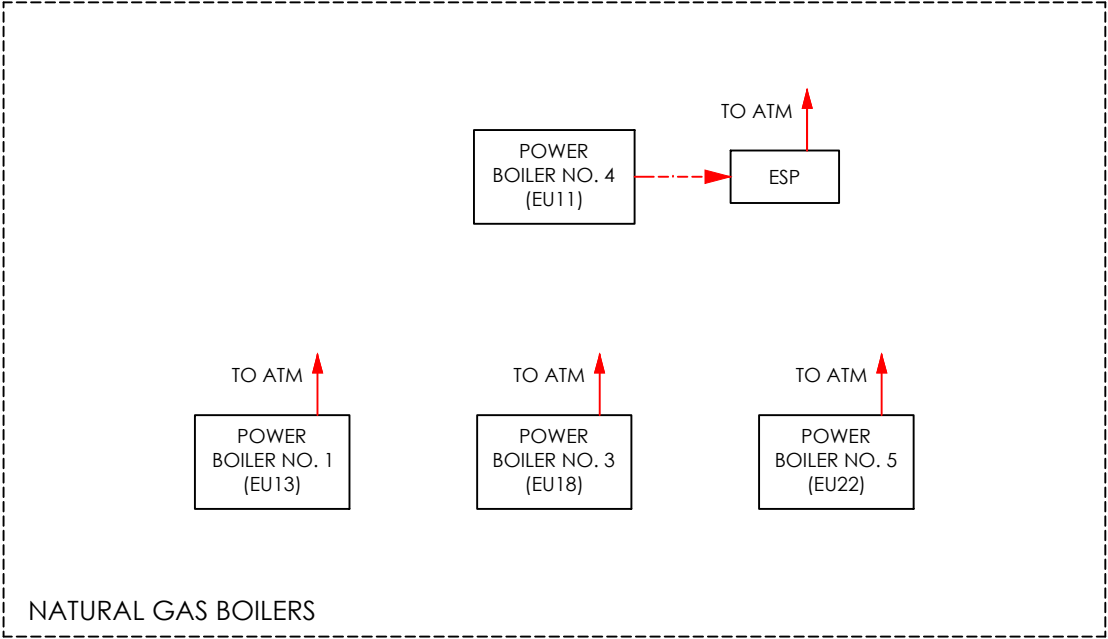 TO ATM
POWER
BOILER NO. 4
(EU11)
ESP
TO ATM
POWER
BOILER NO. 1
(EU13)
TO ATM
POWER
BOILER NO. 3
(EU18)
TO ATM
POWER
BOILER NO. 5
(EU22)
NATURAL GAS BOILERS